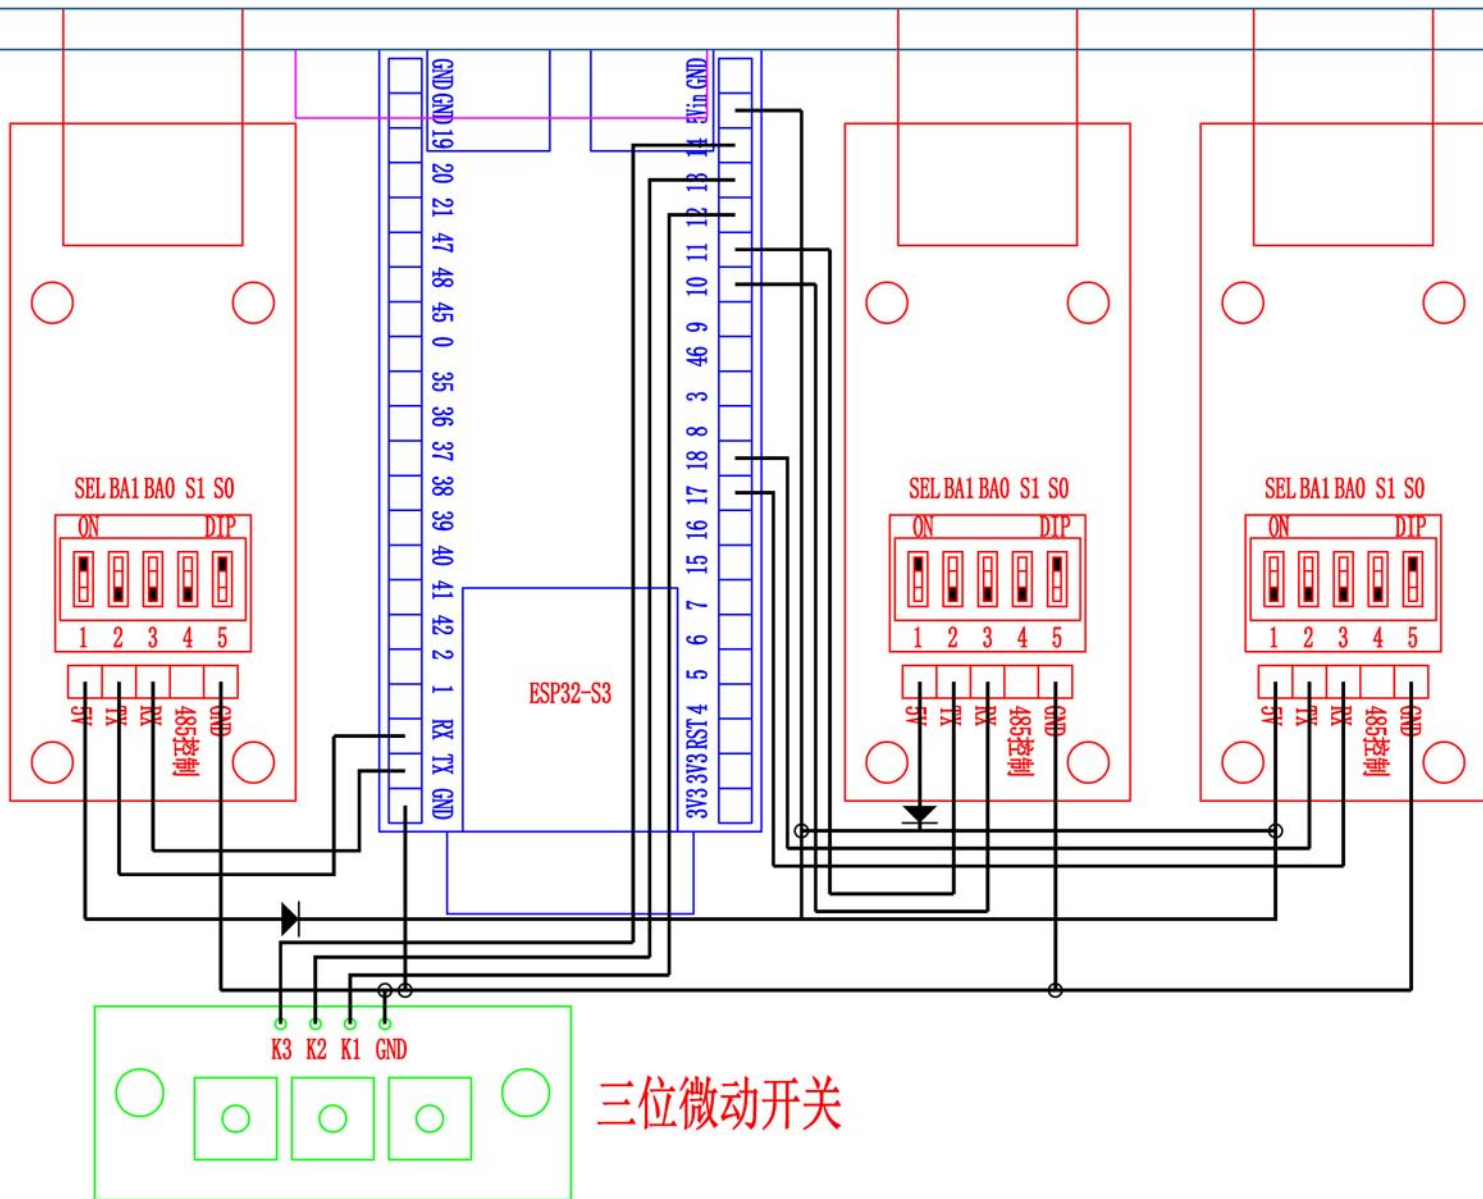 SEL BA1 BA0 S1 S0
ON DIP
1 2 3 4 5
5V
TX
RX
485控制
GND
GND
GND
19
20
21
47
48
45
0
35
36
37
38
39
40
41
42
2
1
RX
TX
GND
ESP32-S3
GND
5Vin
14
13
12
11
10
9
46
3
8
18
17
16
15
7
6
5
4
RST
3V3
3V3
SEL BA1 BA0 S1 S0
ON DIP
1 2 3 4 5
5V
TX
RX
485控制
GND
SEL BA1 BA0 S1 S0
ON DIP
1 2 3 4 5
5V
TX
RX
485控制
GND
K3 K2 K1 GND
三位微动开关